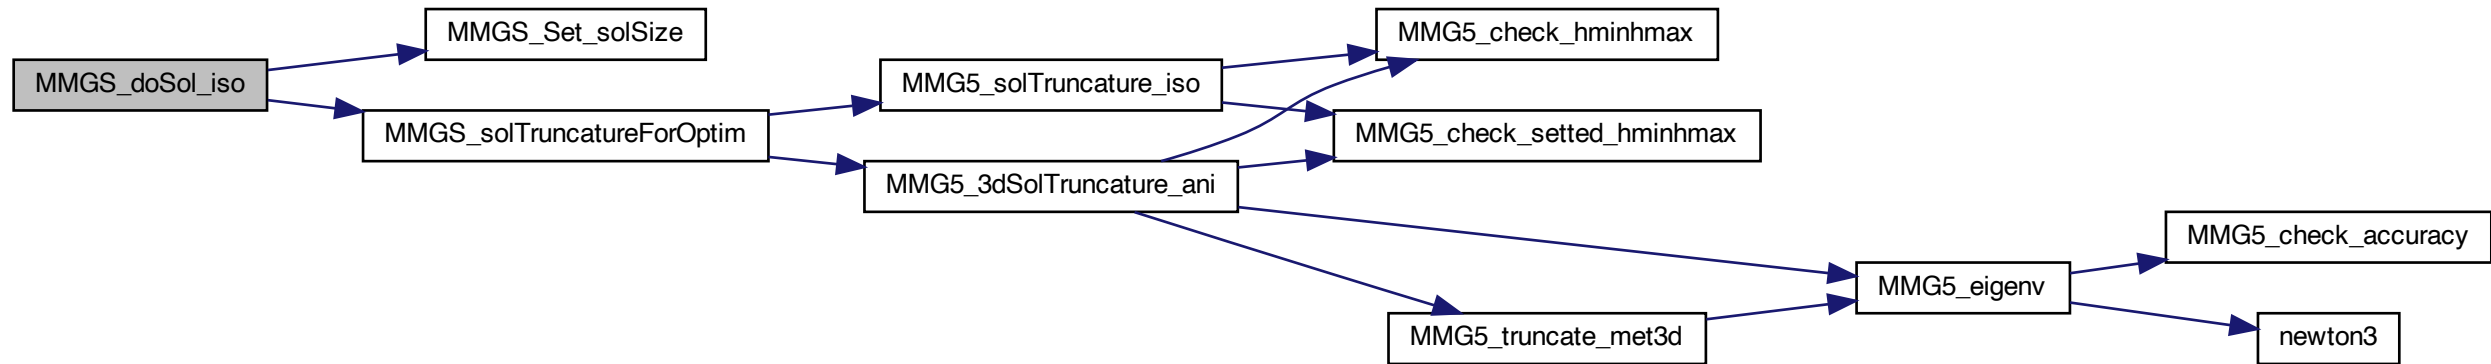 MMGS_doSol_iso
MMGS_Set_solSize
MMGS_solTruncatureForOptim
MMG5_solTruncature_iso
MMG5_3dSolTruncature_ani
MMG5_check_hminhmax
MMG5_check_setted_hminhmax
MMG5_truncate_met3d
MMG5_eigenv
MMG5_check_accuracy
newton3